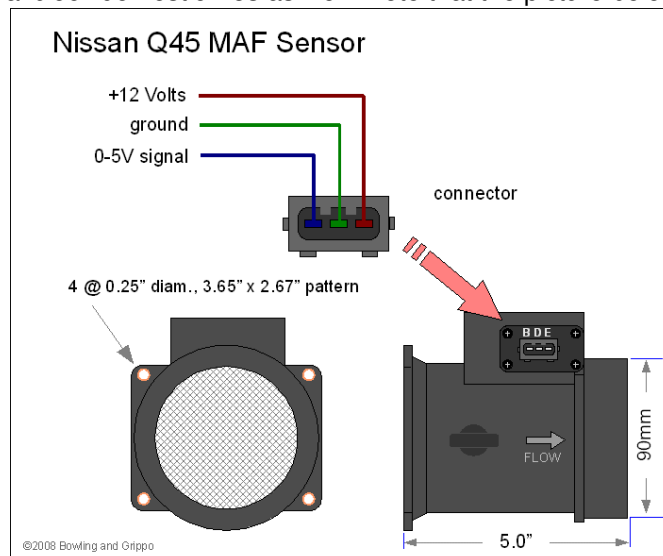 Nissan Q45 MAF Sensor
+12 Volts
ground
0-5V signal
connector
4 @ 0.25" diam., 3.65" x 2.67" pattern
B D E
FLOW
90mm
5.0"
©2008 Bowling and Grippo